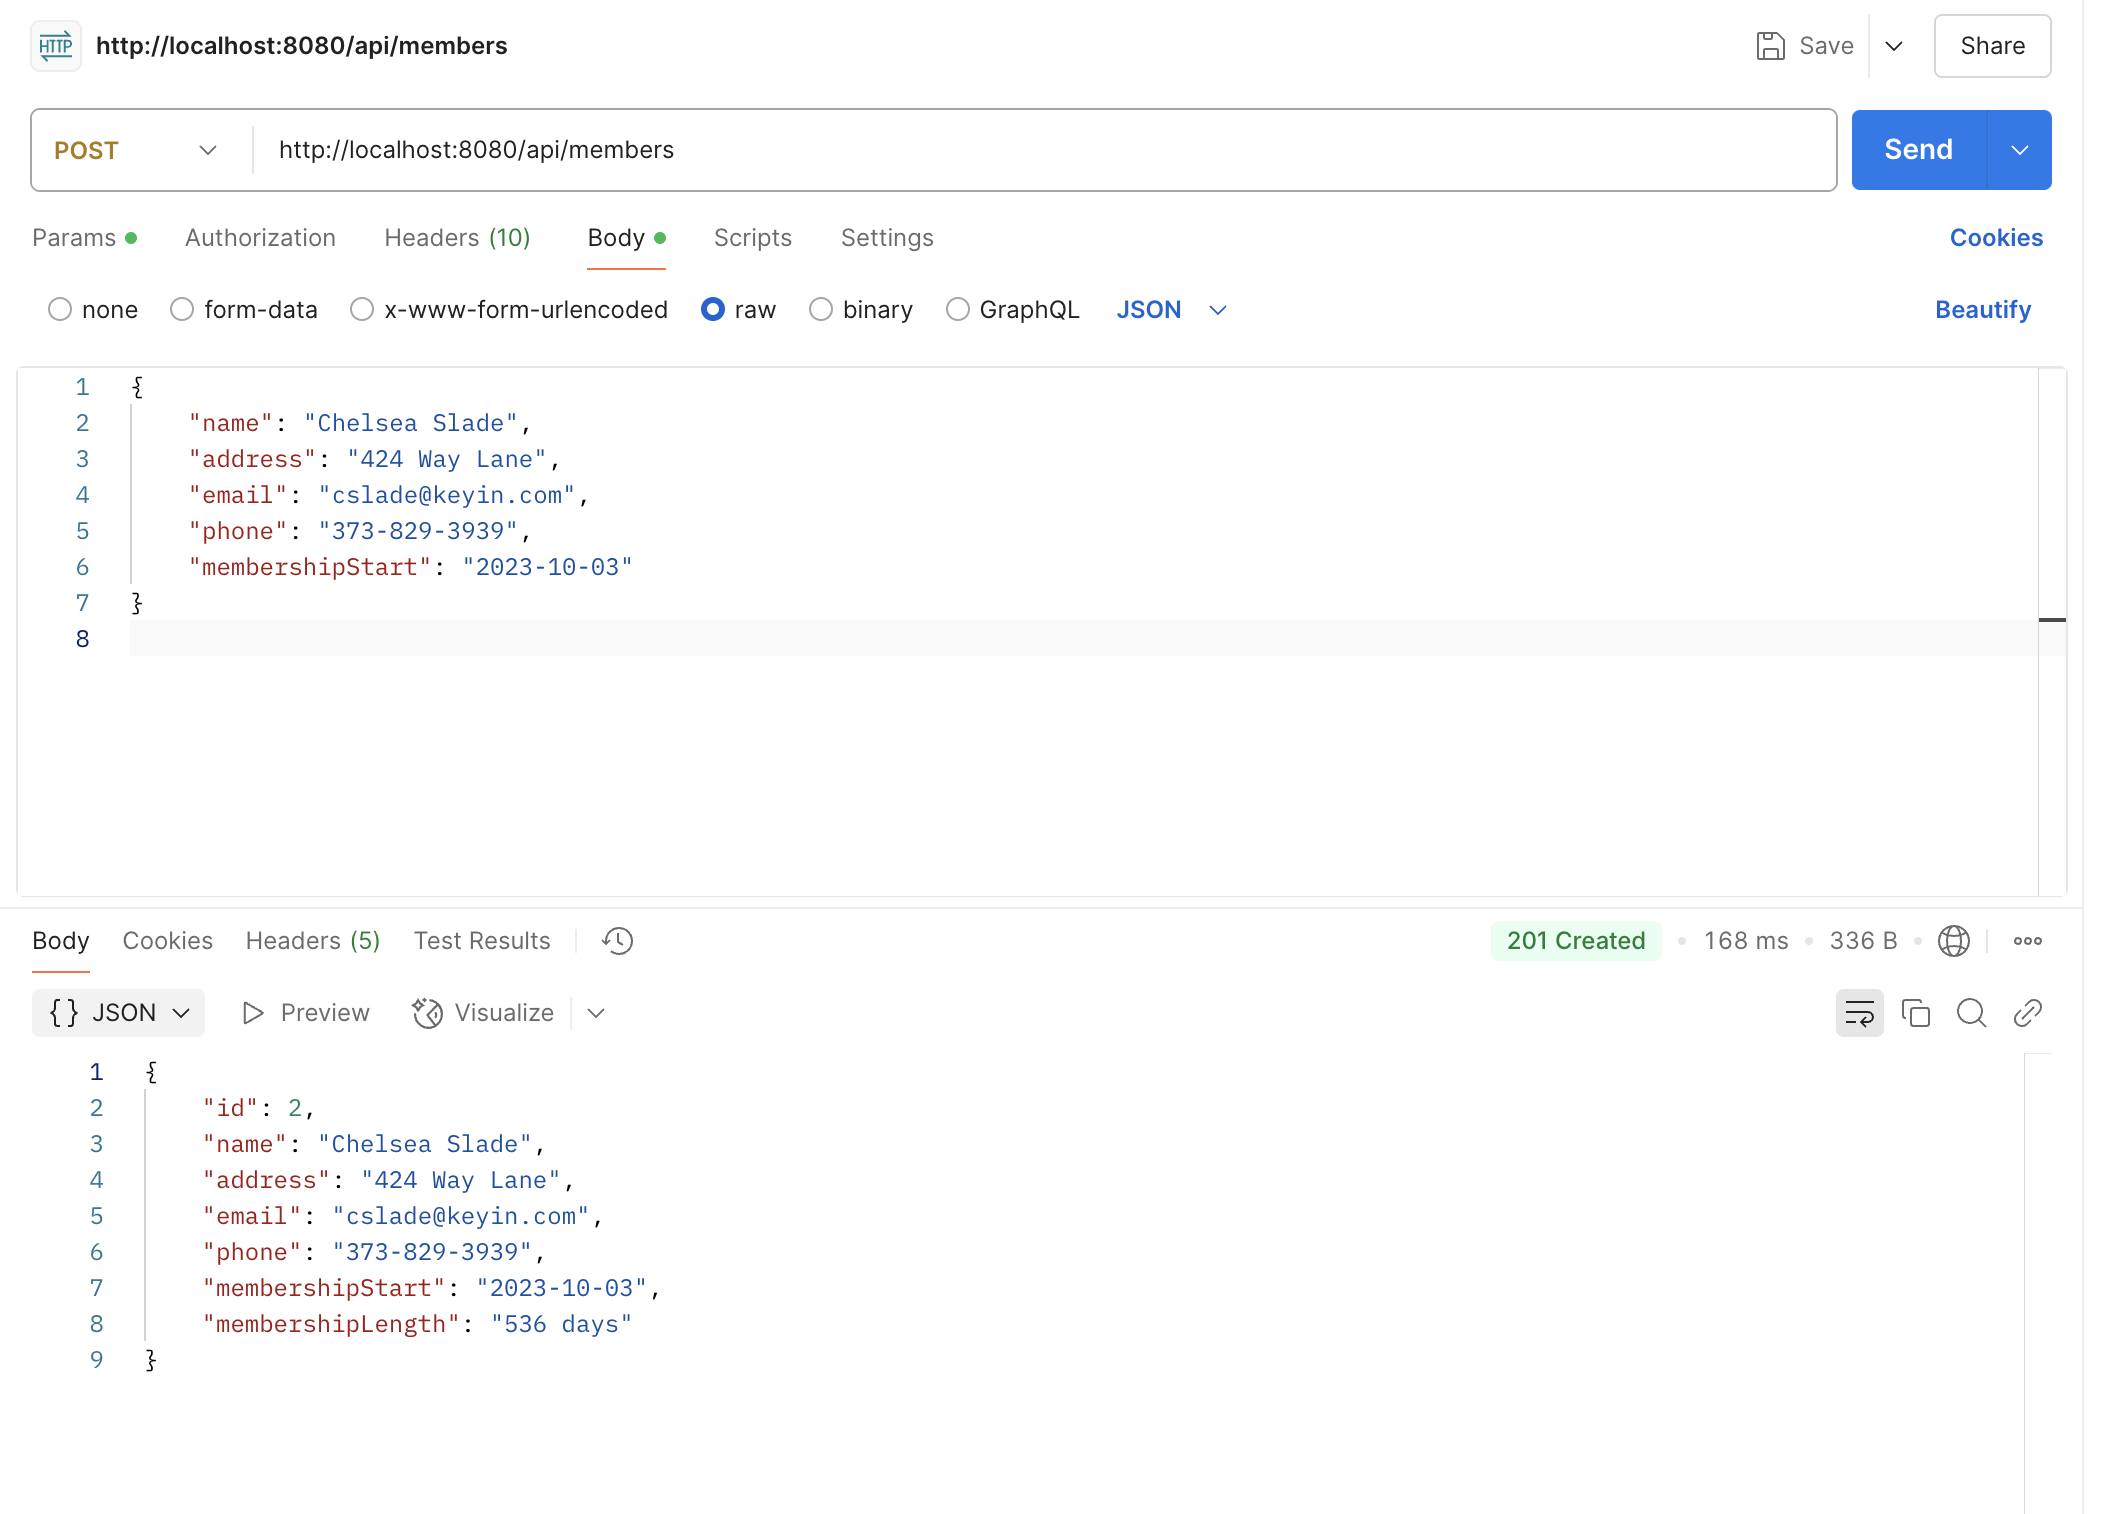 HTTP http://localhost:8080/api/members Save Share
POST http://localhost:8080/api/members Send
Params Authorization Headers (10) Body Scripts Settings Cookies
none form-data x-www-form-urlencoded raw binary GraphQL JSON Beautify
1 {
2 "name": "Chelsea Slade",
3 "address": "424 Way Lane",
4 "email": "cslade@keyin.com",
5 "phone": "373-829-3939",
6 "membershipStart": "2023-10-03"
7 }
8
Body Cookies Headers (5) Test Results 201 Created • 168 ms • 336 B •
{} JSON Preview Visualize
1 {
2 "id": 2,
3 "name": "Chelsea Slade",
4 "address": "424 Way Lane",
5 "email": "cslade@keyin.com",
6 "phone": "373-829-3939",
7 "membershipStart": "2023-10-03",
8 "membershipLength": "536 days"
9 }